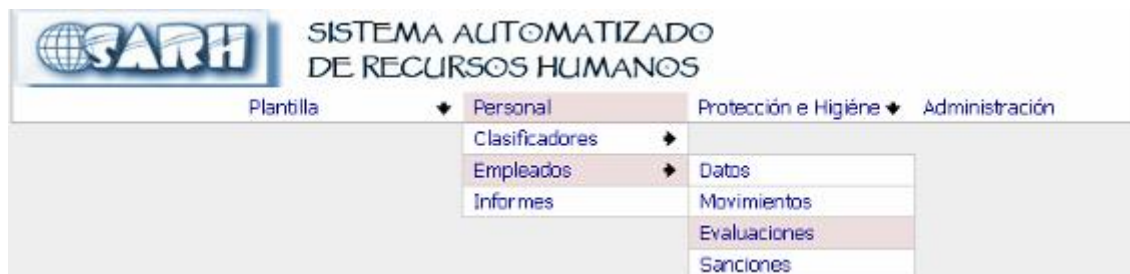 SARH
SISTEMA AUTOMATIZADO
DE RECURSOS HUMANOS
Plantilla Personal Protección e Higiéne Administración
Clasificadores
Empleados Datos
Informes Movimientos
Evaluaciones
Sanciones